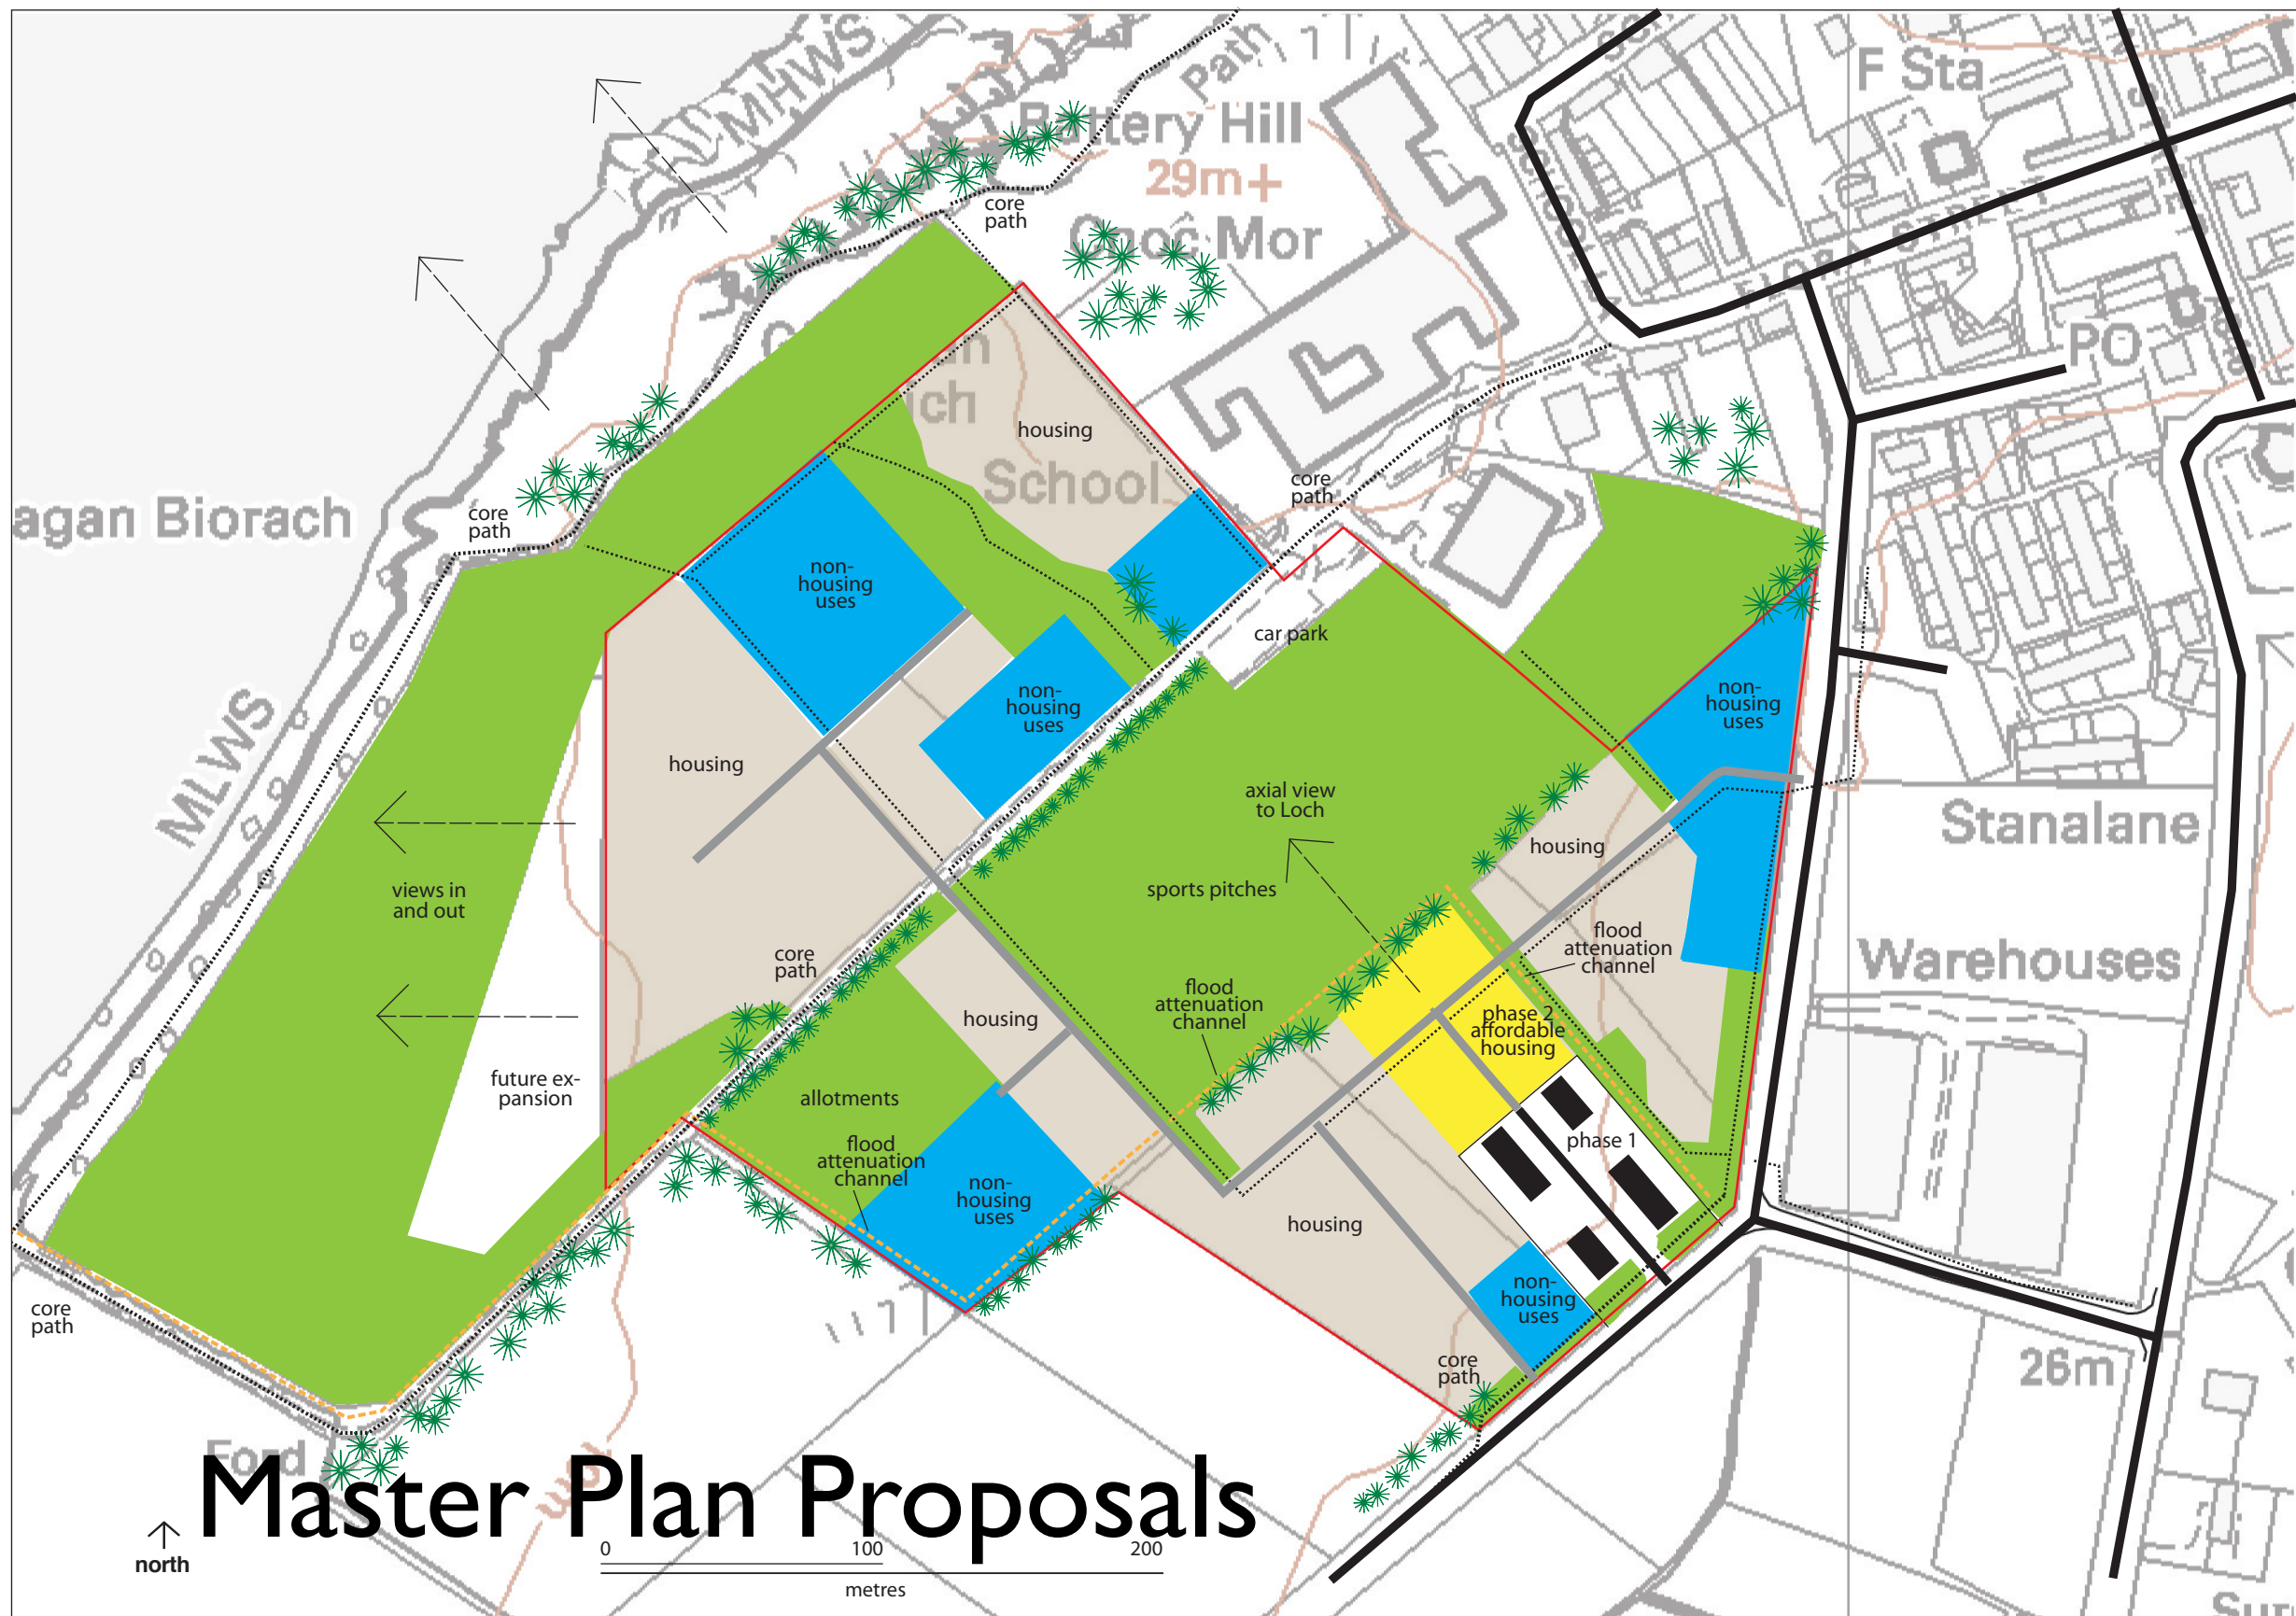 MHWS
Path
Battery Hill
29m+
Cnoc Mor
F Sta
PO
core
path
housing
School
core
path
agan Biorach
core
path
non-
housing
uses
car park
non-
housing
uses
non-
housing
uses
MLWS
housing
axial view
to Loch
Stanalane
housing
views in
and out
sports pitches
flood
attenuation
channel
Warehouses
core
path
flood
attenuation
channel
housing
phase 2
affordable
housing
future ex-
pansion
allotments
phase 1
flood
attenuation
channel
non-
housing
uses
housing
non-
housing
uses
core
path
core
path
26m
Ford
Master Plan Proposals
north
0 100 200
metres